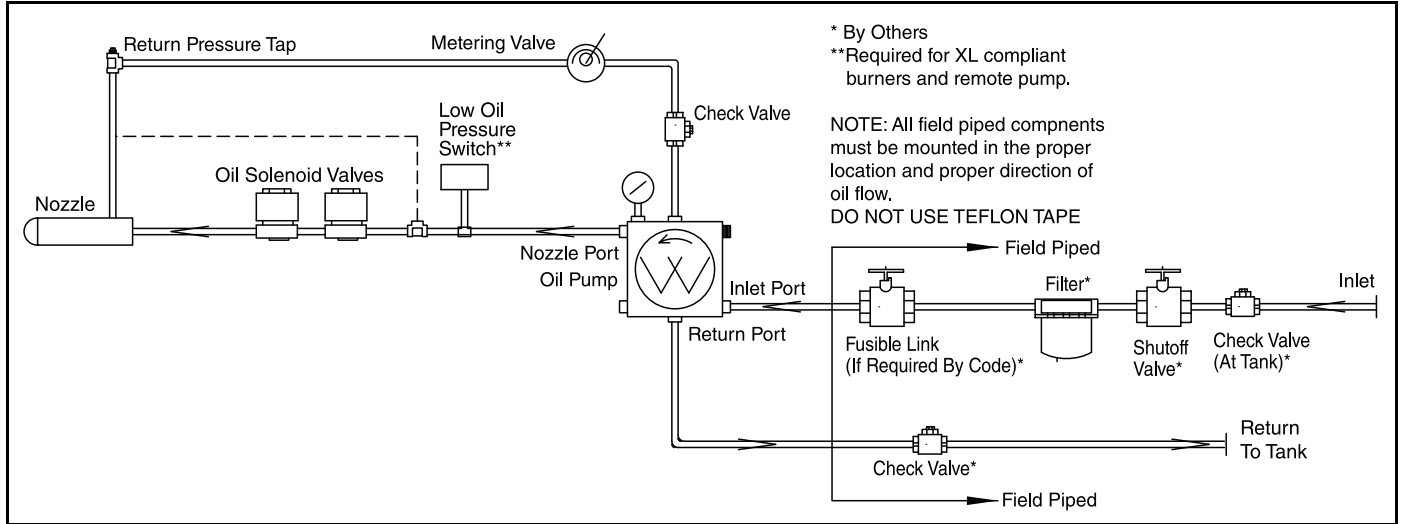 Return Pressure Tap
Metering Valve
* By Others
**Required for XL compliant
burners and remote pump.
Low Oil
Pressure
Switch**
Check Valve
NOTE: All field piped compnents
must be mounted in the proper
location and proper direction of
oil flow.
DO NOT USE TEFLON TAPE
Oil Solenoid Valves
Nozzle
Nozzle Port
Oil Pump
W
Inlet Port
Return Port
Field Piped
Filter*
Inlet
Fusible Link
(If Required By Code)*
Shutoff
Valve*
Check Valve
(At Tank)*
Return
To Tank
Check Valve*
Field Piped